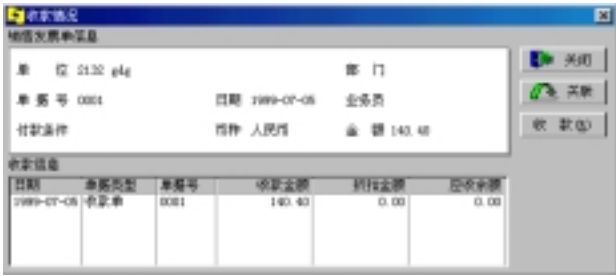 收款情况
销售发票单信息
单 位 2132 部 门
单据号 0001 日期 1999-07-05 业务员
付款条件 币种 人民币 金 额 140.40
关闭
关联
收 款(S)
收款信息
日期 单据类型 单据号 收款金额 折扣金额 应收余额
1999-07-05 收款单 0001 140.40 0.00 0.00